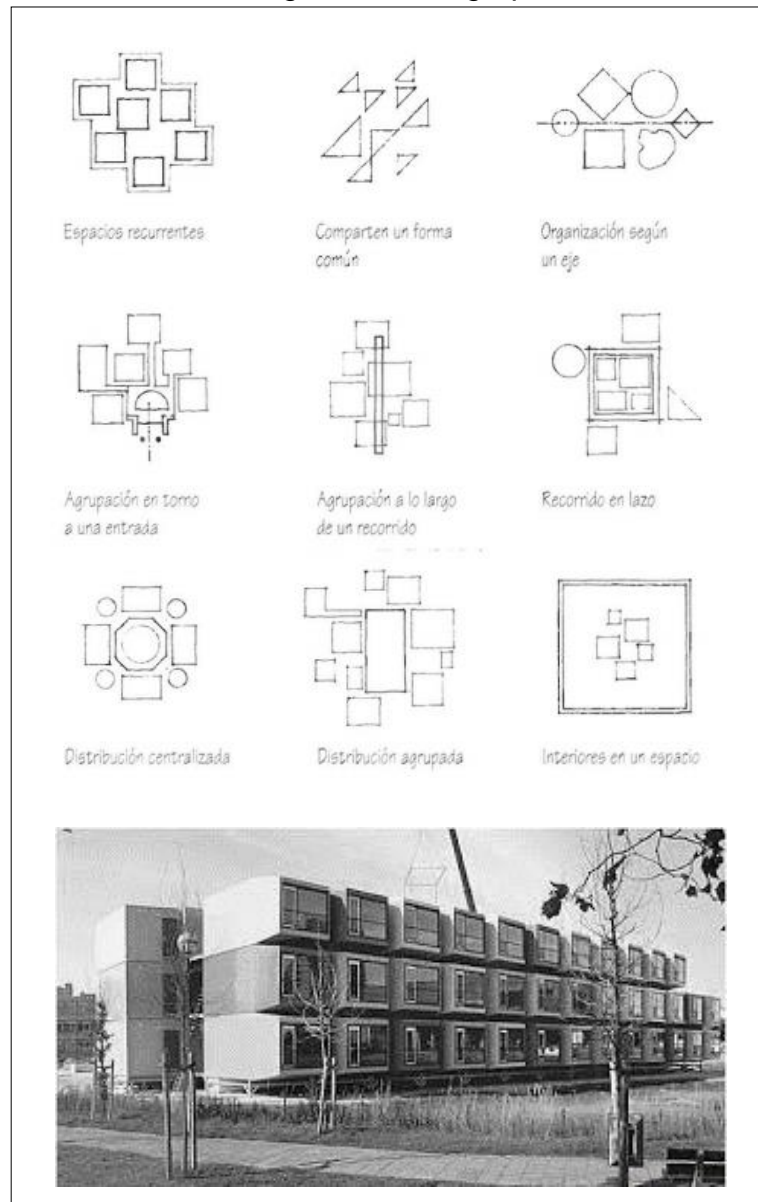 Espacios recurrentes
Comparten un forma
común
Organización según
un eje
Agrupación en torno
a una entrada
Agrupación a lo largo
de un recorrido
Recorrido en lazo
Distribución centralizada
Distribución agrupada
Interiores en un espacio